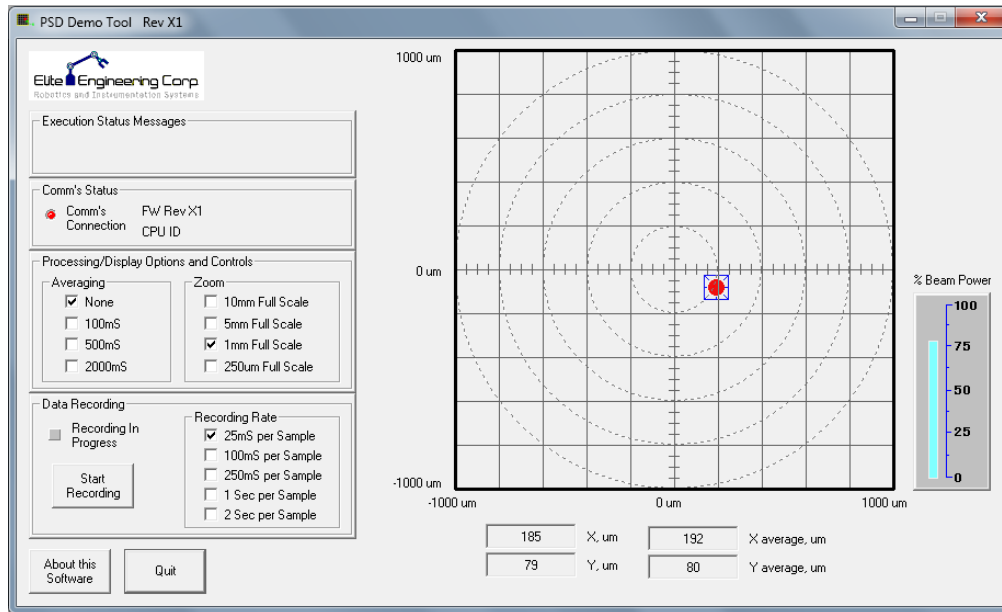 PSD Demo Tool Rev X1
Elite Engineering Corp
Robotics and Instrumentation Systems
Execution Status Messages
Comm's Status
Comm's
Connection
FW Rev X1
CPU ID
Processing/Display Options and Controls
Averaging
None
100mS
500mS
2000mS
Zoom
10mm Full Scale
5mm Full Scale
1mm Full Scale
250um Full Scale
Data Recording
Recording In
Progress
Start
Recording
Recording Rate
25mS per Sample
100mS per Sample
250mS per Sample
1 Sec per Sample
2 Sec per Sample
About this
Software
Quit
1000 um
0 um
-1000 um
-1000 um
0 um
1000 um
185
X, um
192
X average, um
79
Y, um
80
Y average, um
% Beam Power
100
75
50
25
0